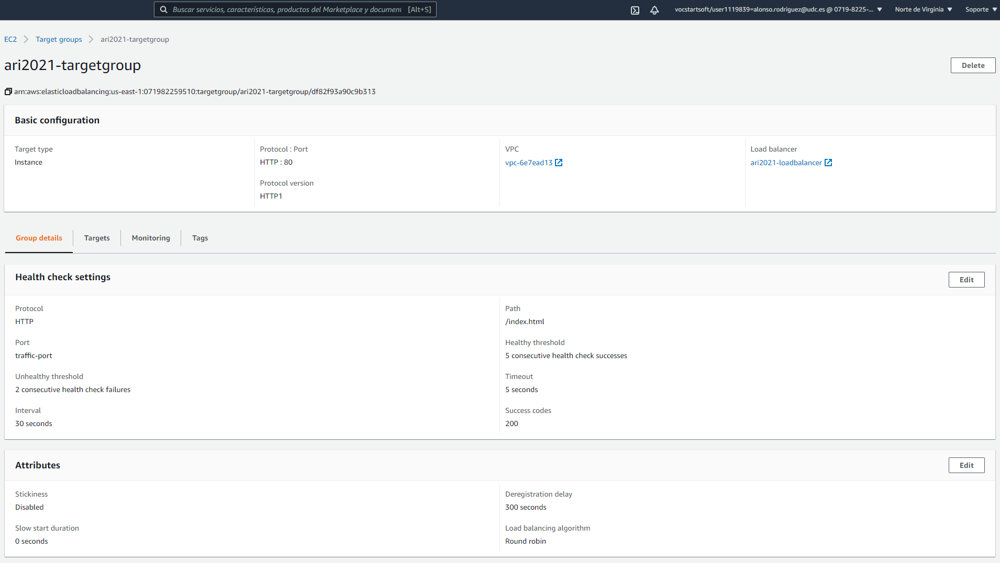 Buscar servicios, características, productos del Marketplace y document [Alt+S]
vocstartsoft/user1119839=alonso.rodriguez@udc.es @ 0719-8225-... Norte de Virginia Soporte
EC2 Target groups ari2021-targetgroup
ari2021-targetgroup
Delete
arn:aws:elasticloadbalancing:us-east-1:071982259510:targetgroup/ari2021-targetgroup/df82f93a90c9b313
Basic configuration
Target type
Instance
Protocol : Port
HTTP : 80
Protocol version
HTTP1
VPC
vpc-6e7ead13
Load balancer
ari2021-loadbalancer
Group details Targets Monitoring Tags
Health check settings
Edit
Protocol
HTTP
Path
/index.html
Port
traffic-port
Healthy threshold
5 consecutive health check successes
Unhealthy threshold
2 consecutive health check failures
Timeout
5 seconds
Interval
30 seconds
Success codes
200
Attributes
Edit
Stickiness
Disabled
Deregistration delay
300 seconds
Slow start duration
0 seconds
Load balancing algorithm
Round robin